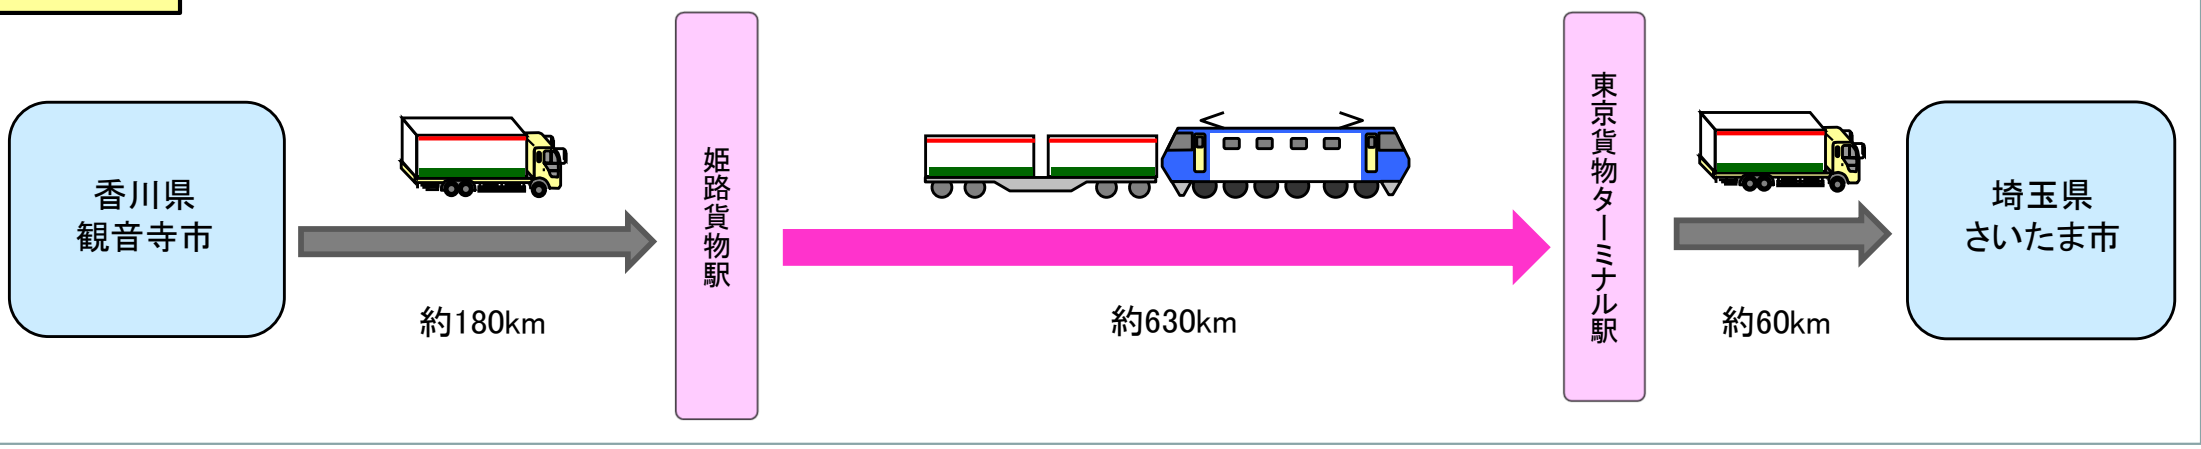 香川県
観音寺市
約180km
姫路貨物駅
約630km
東京貨物ターミナル駅
約60km
埼玉県
さいたま市